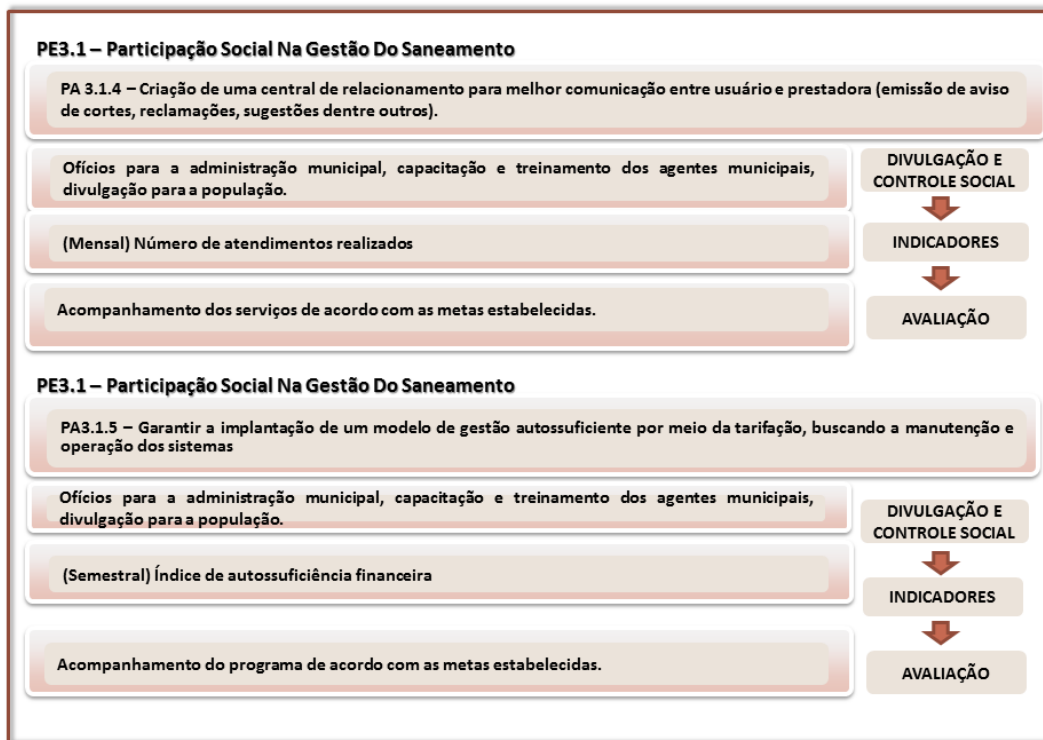 PE3.1 – Participação Social Na Gestão Do Saneamento
PA 3.1.4 – Criação de uma central de relacionamento para melhor comunicação entre usuário e prestadora (emissão de aviso
de cortes, reclamações, sugestões dentre outros).
Ofícios para a administração municipal, capacitação e treinamento dos agentes municipais,
divulgação para a população.
DIVULGAÇÃO E
CONTROLE SOCIAL
(Mensal) Número de atendimentos realizados
INDICADORES
Acompanhamento dos serviços de acordo com as metas estabelecidas.
AVALIAÇÃO
PE3.1 – Participação Social Na Gestão Do Saneamento
PA3.1.5 – Garantir a implantação de um modelo de gestão autossuficiente por meio da tarifação, buscando a manutenção e
operação dos sistemas
Ofícios para a administração municipal, capacitação e treinamento dos agentes municipais,
divulgação para a população.
DIVULGAÇÃO E
CONTROLE SOCIAL
(Semestral) Índice de autossuficiência financeira
INDICADORES
Acompanhamento do programa de acordo com as metas estabelecidas.
AVALIAÇÃO